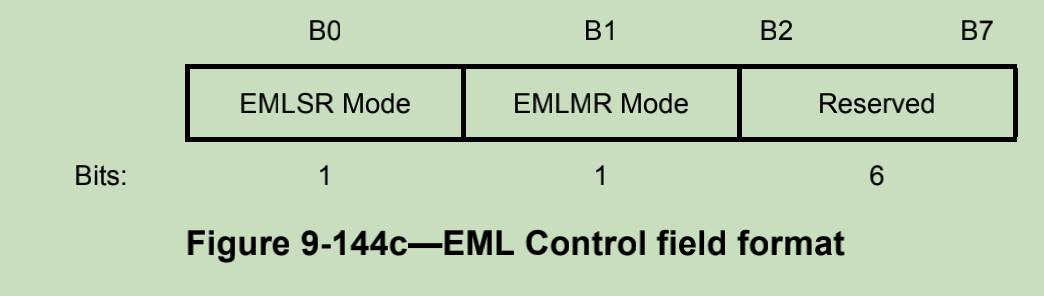 B0 B1 B2 B7
EMLSR Mode EMLMR Mode Reserved
Bits: 1 1 6
Figure 9-144c—EML Control field format